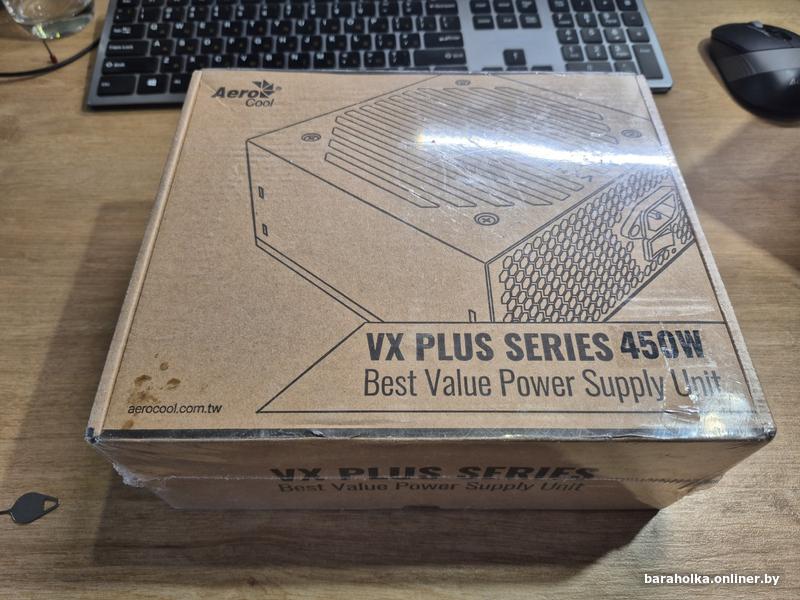 Aero
Cool
VX PLUS SERIES 450W
Best Value Power Supply Unit
aerocool.com.tw
VX PLUS SERIES
Best Value Power Supply Unit
baraholka.onliner.by